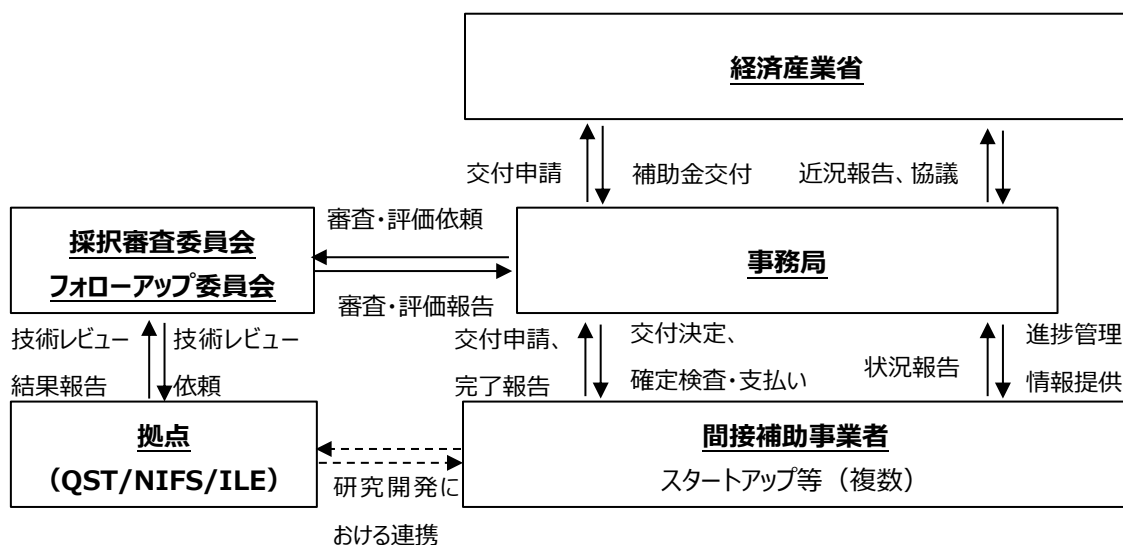 経済産業省
交付申請
補助金交付
近況報告、協議
審査・評価依頼
採択審査委員会
フォローアップ委員会
事務局
審査・評価報告
技術レビュー
結果報告
技術レビュー
依頼
交付申請、
完了報告
交付決定、
確定検査・支払い
状況報告
進捗管理
情報提供
拠点
（QST/NIFS/ILE）
間接補助事業者
スタートアップ等（複数）
研究開発に
おける連携